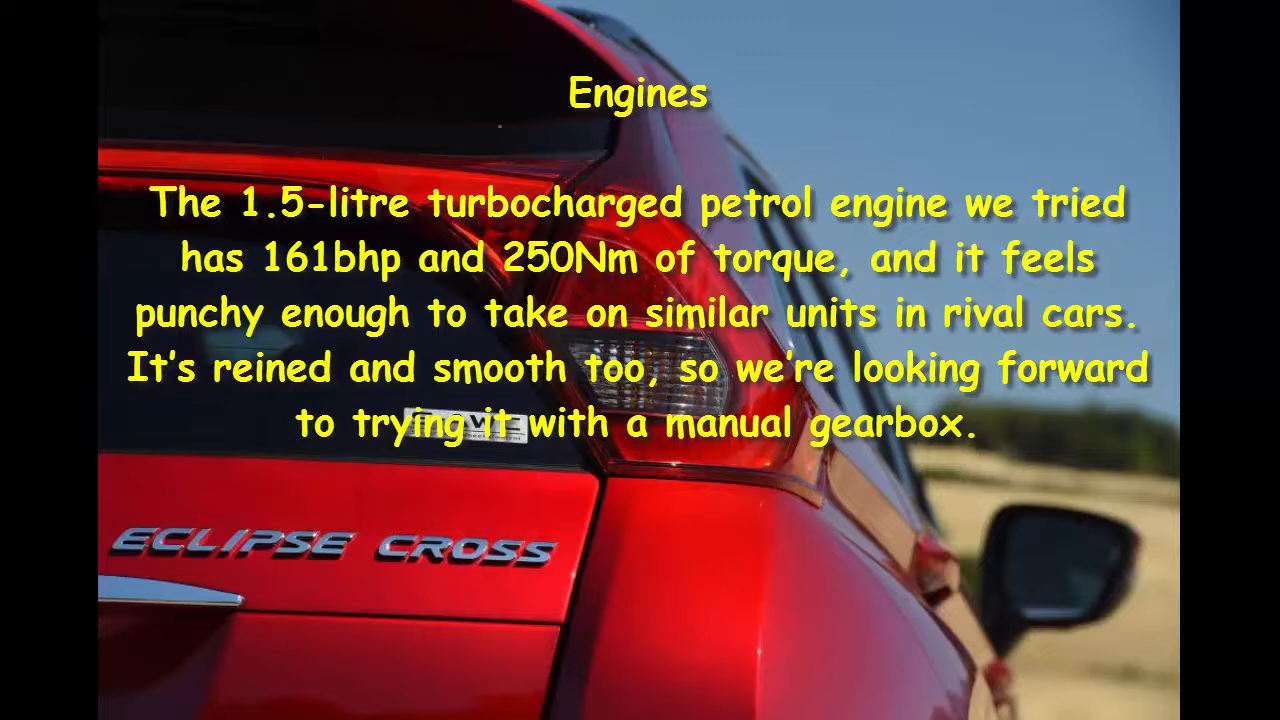 Engines
The 1.5-litre turbocharged petrol engine we tried
has 161bhp and 250Nm of torque, and it feels
punchy enough to take on similar units in rival cars.
It’s reined and smooth too, so we’re looking forward
to trying it with a manual gearbox.
ECLIPSE CROSS